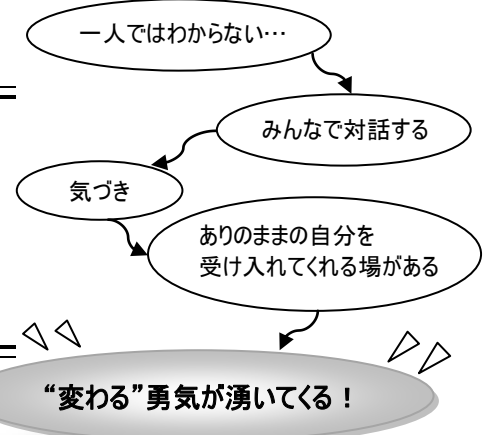 一人ではわからない…
みんなで対話する
気づき
ありのままの自分を
受け入れてくれる場がある
“変わる”勇気が湧いてくる！